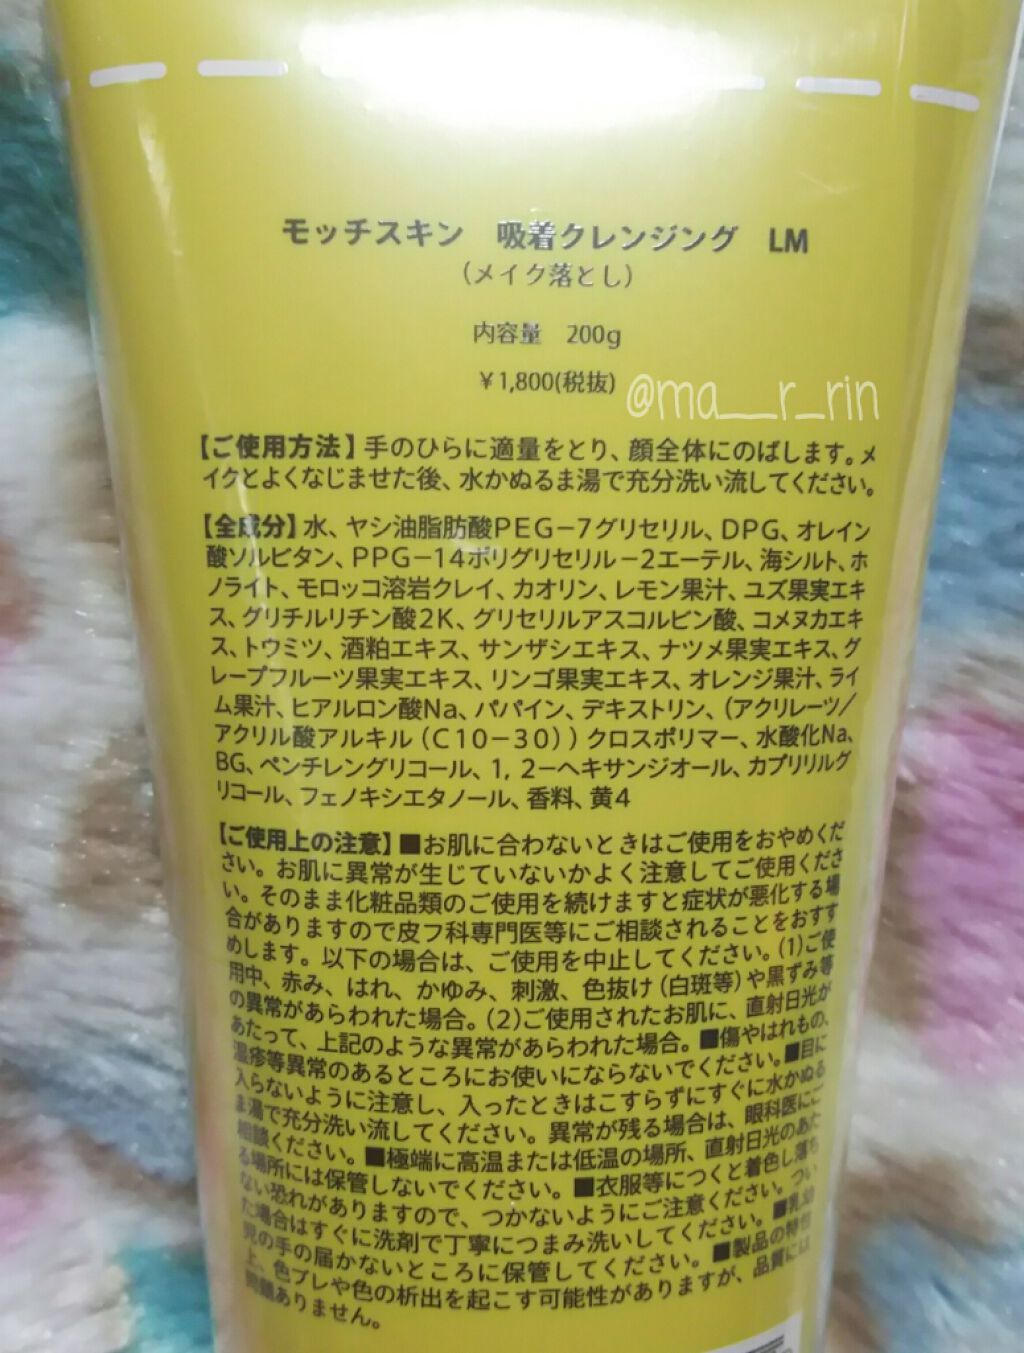 モッチスキン 吸着クレンジング LM
（メイク落とし）
内容量 200g
￥1,800(税抜)
@ma__r_rin
【ご使用方法】手のひらに適量をとり、顔全体にのばします。メ
イクとよくなじませた後、水かぬるま湯で充分洗い流してください。
【全成分】水、ヤシ油脂肪酸PEG－7グリセリル、DPG、オレイン
酸ソルビタン、PPG－14ポリグリセリル－2エーテル、海シルト、ホ
ノライト、モロッコ溶岩クレイ、カオリン、レモン果汁、ユズ果実エキ
ス、グリチルリチン酸2K、グリセリルアスコルビン酸、コメヌカエキ
ス、トウミツ、酒粕エキス、サンザシエキス、ナツメ果実エキス、グ
レープフルーツ果実エキス、リンゴ果実エキス、オレンジ果汁、ライ
ム果汁、ヒアルロン酸Na、パパイン、デキストリン、（アクリレーツ／
アクリル酸アルキル（C10－30））クロスポリマー、水酸化Na、
BG、ペンチレングリコール、1，2－ヘキサンジオール、カプリリルグ
リコール、フェノキシエタノール、香料、黄4
【ご使用上の注意】■お肌に合わないときはご使用をおやめくだ
さい。お肌に異常が生じていないかよく注意してご使用くださ
い。そのまま化粧品類のご使用を続けますと症状が悪化する場
合がありますので皮フ科専門医等にご相談されることをおすす
めします。以下の場合は、ご使用を中止してください。（1）ご使
用中、赤み、はれ、かゆみ、刺激、色抜け（白斑等）や黒ずみ等
の異常があらわれた場合。（2）ご使用されたお肌に、直射日光が
あたって、上記のような異常があらわれた場合。■傷やはれもの、
湿疹等異常のあるところにお使いにならないでください。■目に
入らないように注意し、入ったときはこすらずにすぐに水かぬる
ま湯で充分洗い流してください。異常が残る場合は、眼科医にご
相談ください。■極端に高温または低温の場所、直射日光のあた
る場所には保管しないでください。■衣服等につくと着色し落ち
ない恐れがありますので、つかないようにご注意ください。つい
た場合はすぐに洗剤で丁寧につまみ洗いしてください。■乳幼
児の手の届かないところに保管してください。■製品の特性
上、色ブレや色の析出を起こす可能性がありますが、品質には
問題ありません。